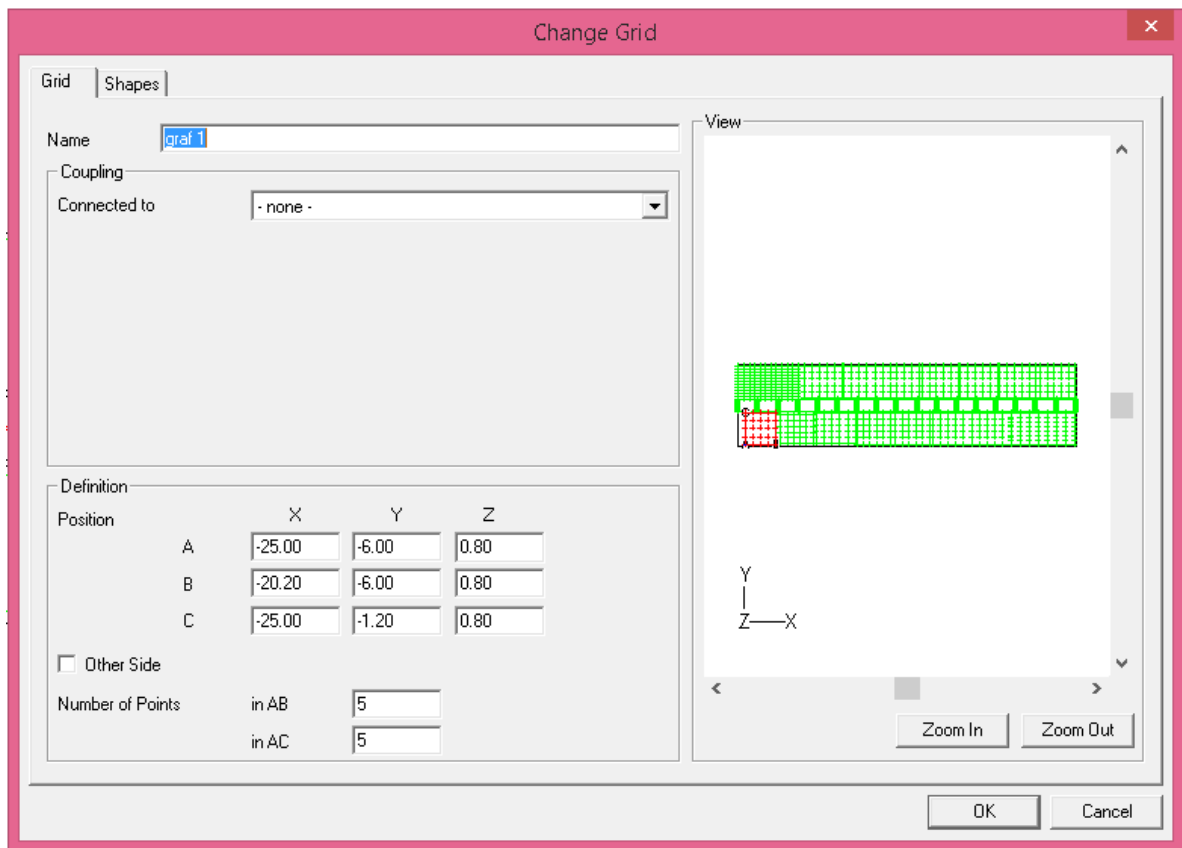 Change Grid
Grid
Shapes
Name
graf 1
View
Coupling
Connected to
- none -
C
A
Definition
X Y Z
Position
A -25.00 -6.00 0.80
B -20.20 -6.00 0.80
C -25.00 -1.20 0.80
Y
Z X
Other Side
Number of Points in AB 5
in AC 5
Zoom In Zoom Out
OK Cancel